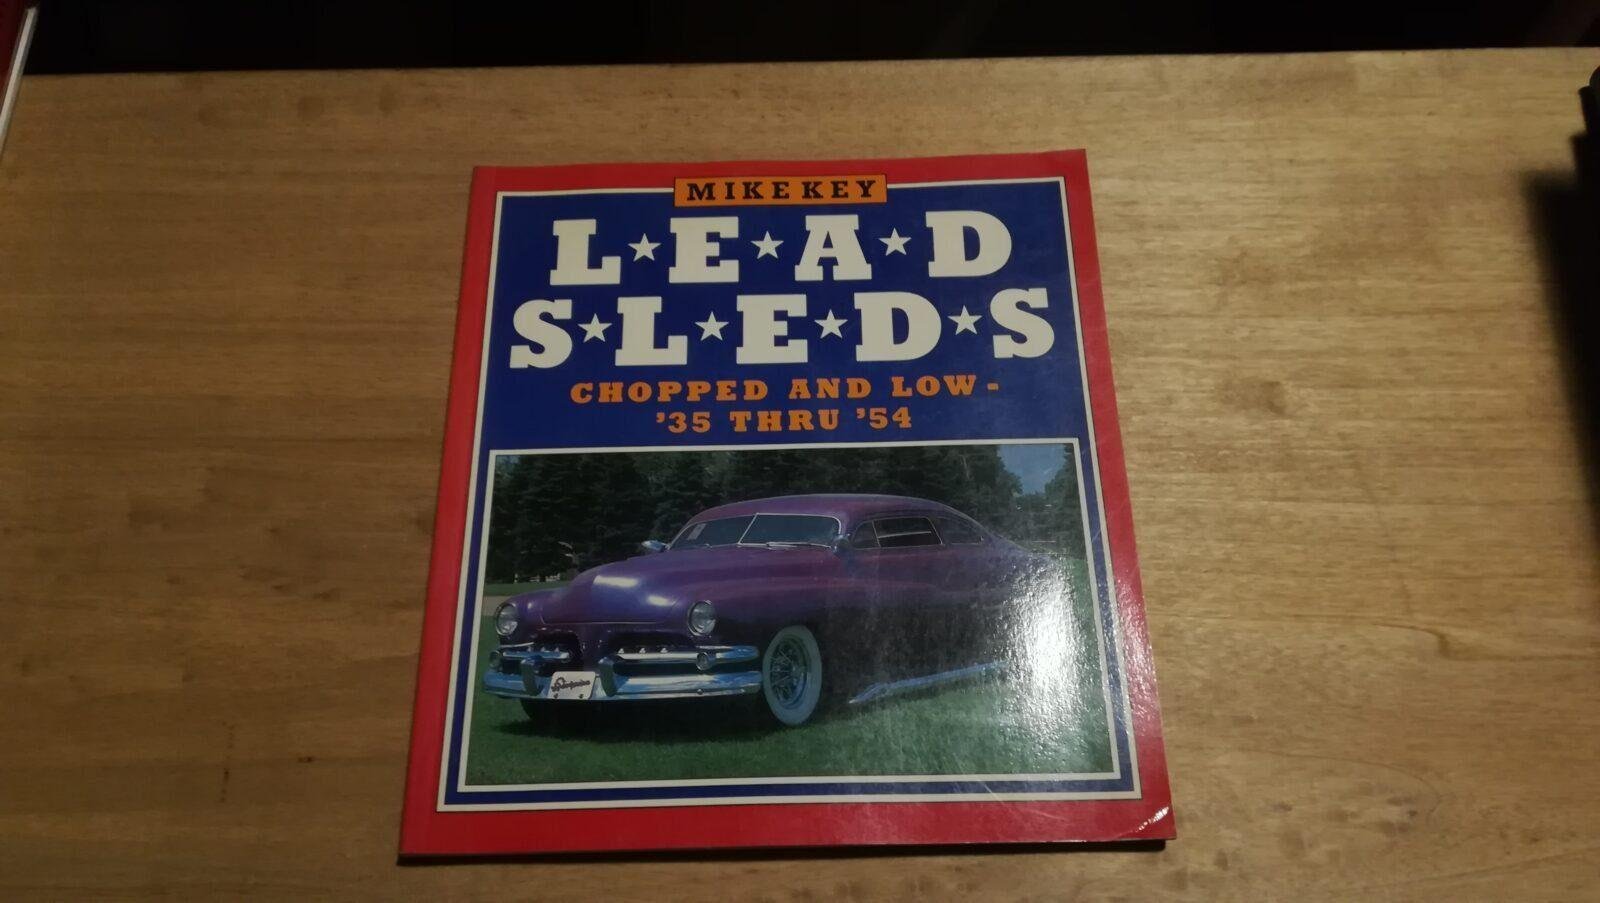 MIKE KEY
L★E★A★D
S★L★E★D★S
CHOPPED AND LOW-
'35 THRU '54